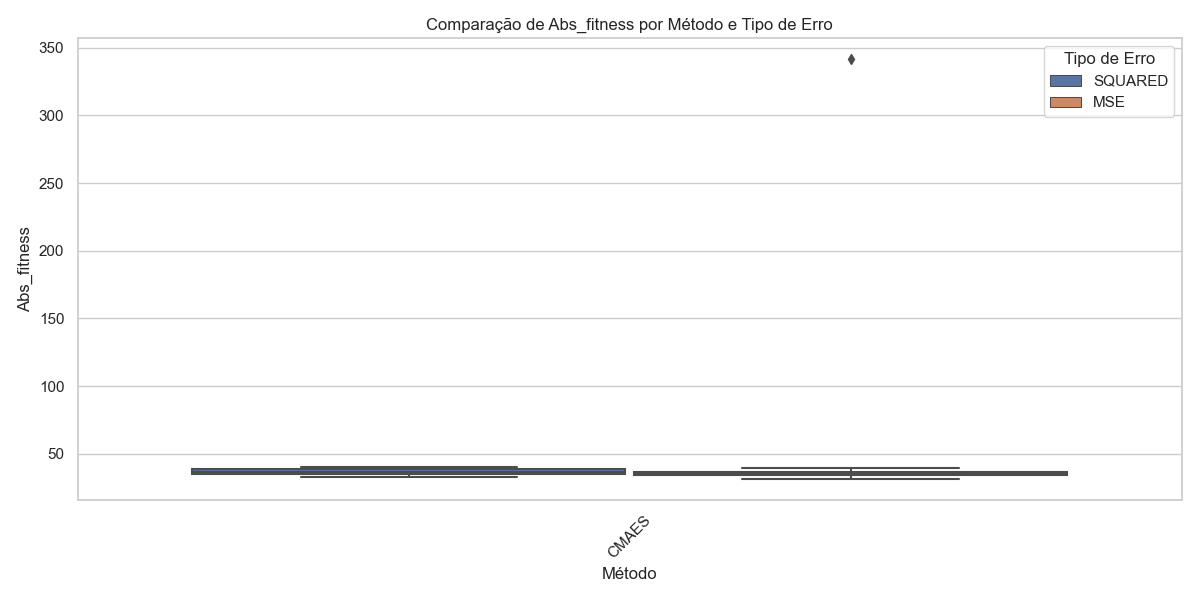 Comparação de Abs_fitness por Método e Tipo de Erro
350
300
250
200
150
100
50
Abs_fitness
Tipo de Erro
SQUARED
MSE
CMAES
Método